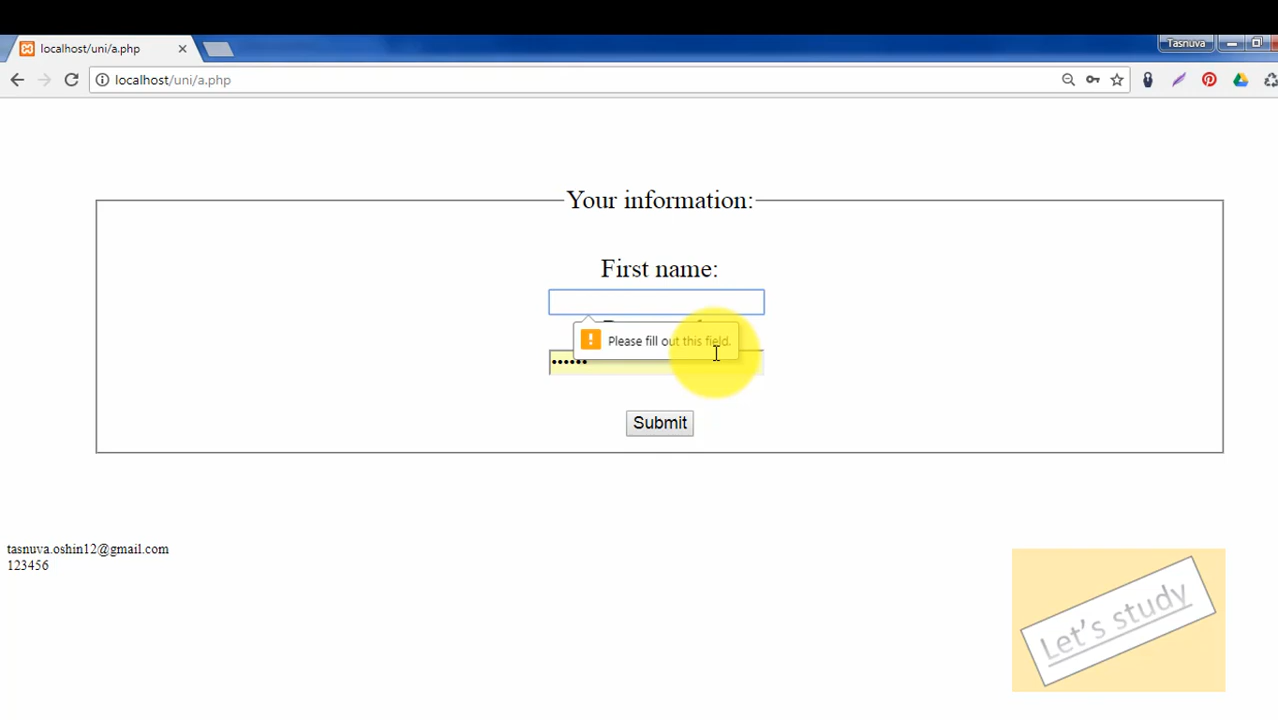 localhost/uni/a.php
Tasnuva
localhost/uni/a.php
Your information:
First name:
Please fill out this field.
••••••
Submit
tasnuva.oshin12@gmail.com
123456
Let's study